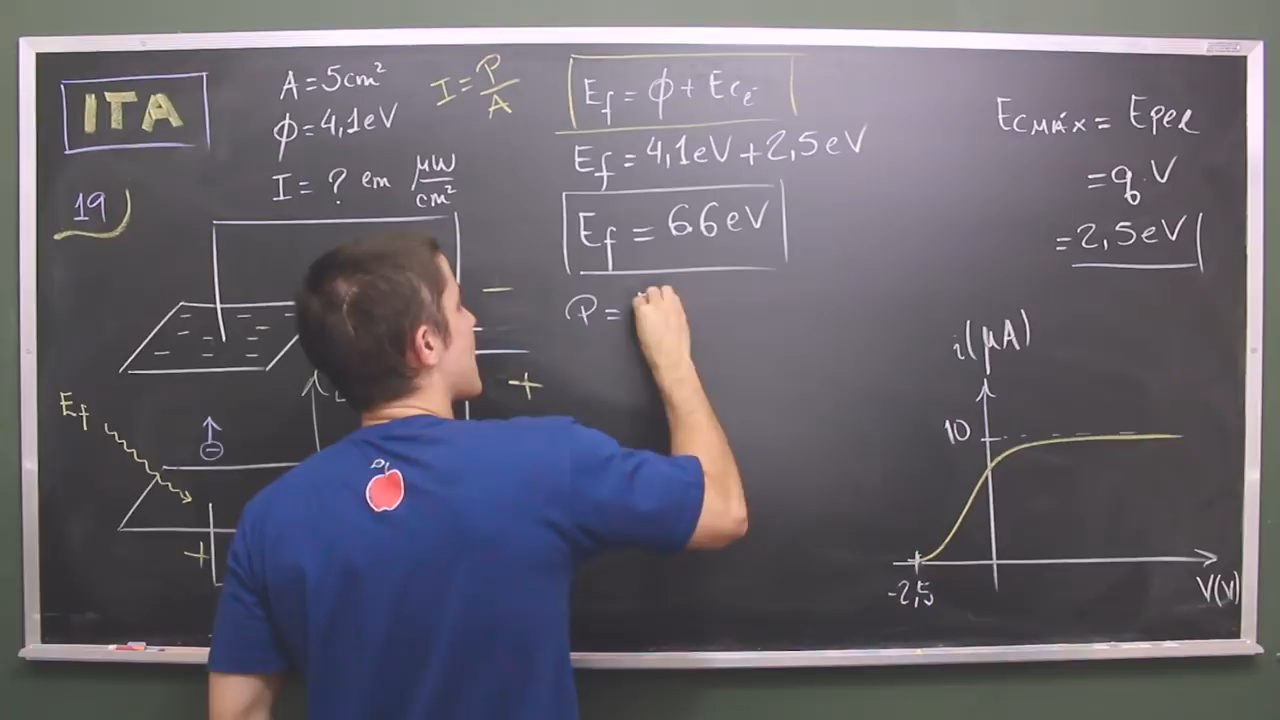 ITA
19
A = 5cm²
ϕ = 4,1eV
I = ? em μW/cm²
I = P/A
Ef = ϕ + Ecé
Ef = 4,1eV + 2,5eV
Ef = 6,6eV
P =
ECMÁX = EPEL
= q.V
= 2,5eV
Ef
-
+
-
+
i(μA)
10
-2,5
V(V)